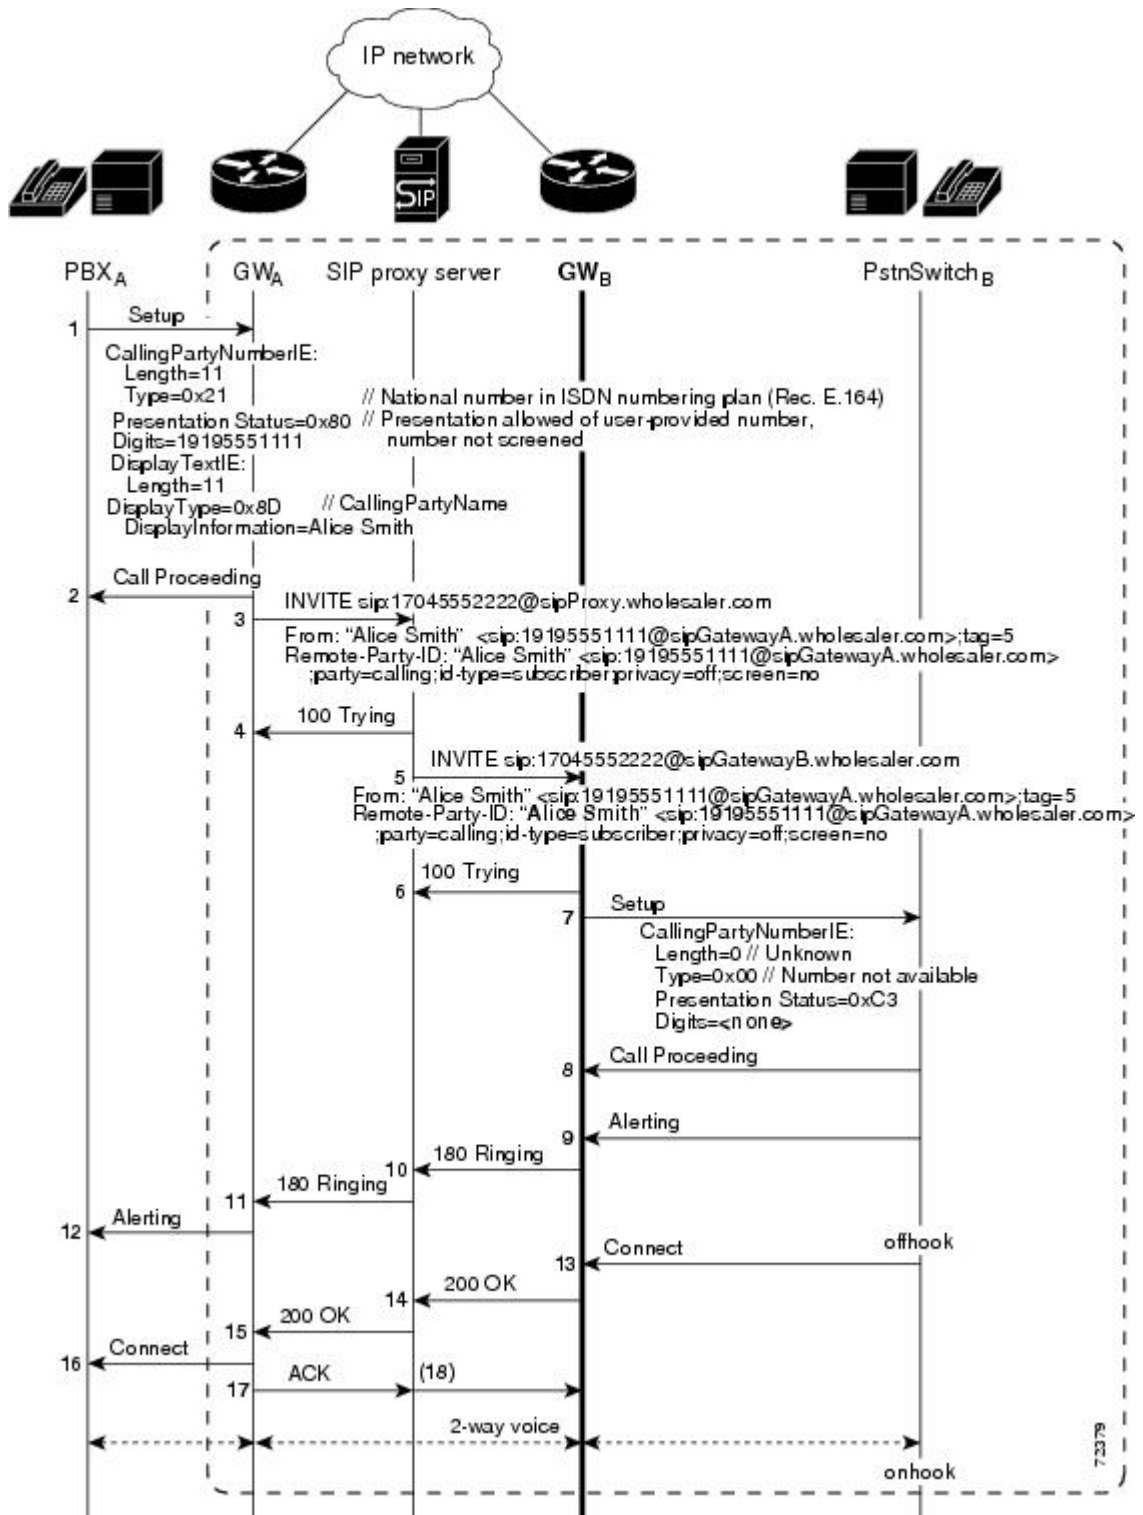 IP network
SIP
PBXA
GWA
SIP proxy server
GWB
PstnSwitchB
1
Setup
CallingPartyNumberIE:
Length=11
Type=0x21
// National number in ISDN numbering plan (Rec. E.164)
Presentation Status=0x80
// Presentation allowed of user-provided number,
Digits=19195551111
number not screened
DisplayTextIE:
Length=11
DisplayType=0x8D
// CallingPartyName
DisplayInformation=Alice Smith
2
Call Proceeding
3
INVITE sip:17045552222@sipProxy.wholesaler.com
From: “Alice Smith” <sip:19195551111@sipGatewayA.wholesaler.com>;tag=5
Remote-Party-ID: “Alice Smith” <sip:19195551111@sipGatewayA.wholesaler.com>
;party=calling;id-type=subscriber;privacy=off;screen=no
4
100 Trying
5
INVITE sip:17045552222@sipGatewayB.wholesaler.com
From: “Alice Smith” <sip:19195551111@sipGatewayA.wholesaler.com>;tag=5
Remote-Party-ID: “Alice Smith” <sip:19195551111@sipGatewayA.wholesaler.com>
;party=calling;id-type=subscriber;privacy=off;screen=no
6
100 Trying
7
Setup
CallingPartyNumberIE:
Length=0 // Unknown
Type=0x00 // Number not available
Presentation Status=0xC3
Digits=<none>
8
Call Proceeding
9
Alerting
10
180 Ringing
11
180 Ringing
12
Alerting
offhook
13
Connect
14
200 OK
15
200 OK
16
Connect
17
ACK
(18)
2-way voice
72379
onhook